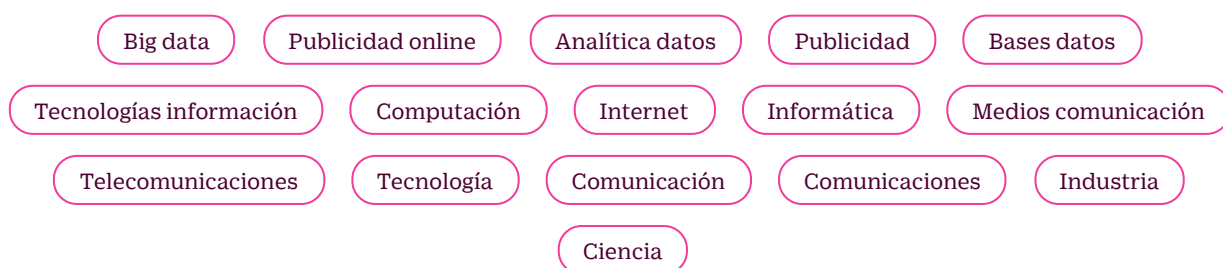 Big data Publicidad online Analítica datos Publicidad Bases datos
Tecnologías información Computación Internet Informática Medios comunicación
Telecomunicaciones Tecnología Comunicación Comunicaciones Industria
Ciencia